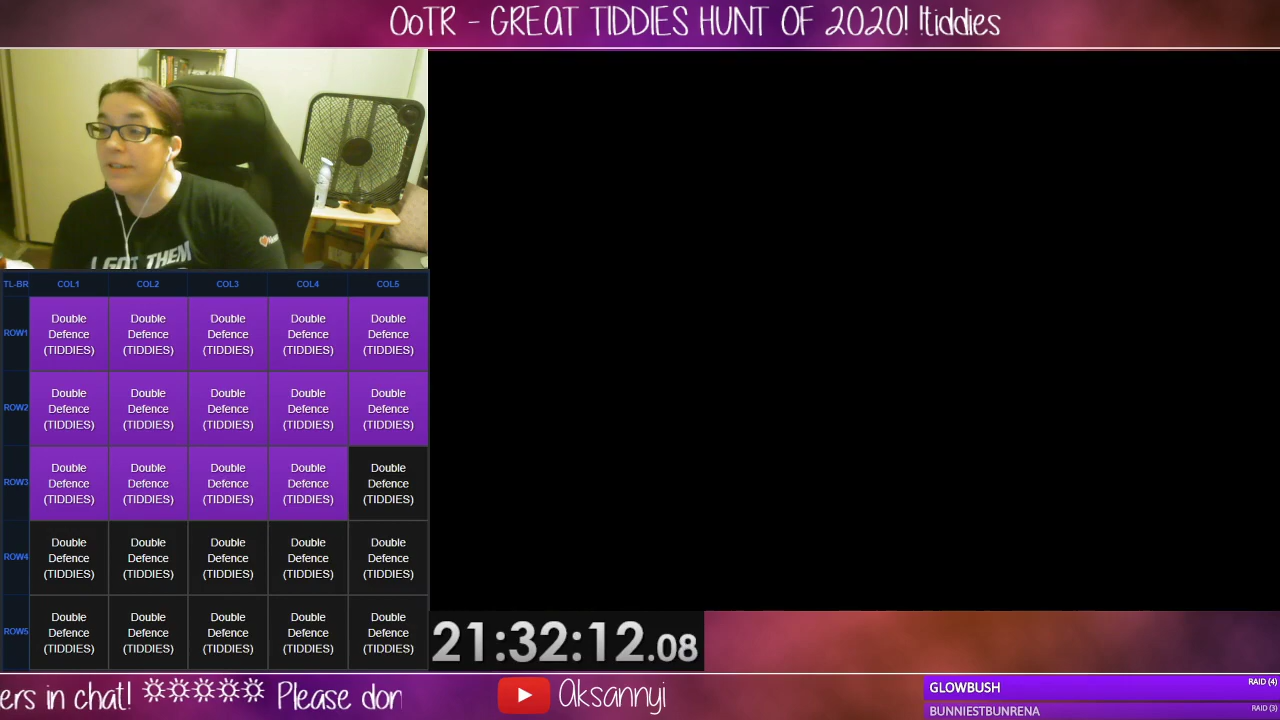 OoTR - GREAT TIDDIES HUNT OF 2020! !tiddies
I GOT THEM
TL-BR COL1 COL2 COL3 COL4 COL5
ROW1
Double Double Double Double Double
Defence Defence Defence Defence Defence
(TIDDIES) (TIDDIES) (TIDDIES) (TIDDIES) (TIDDIES)
ROW2
Double Double Double Double Double
Defence Defence Defence Defence Defence
(TIDDIES) (TIDDIES) (TIDDIES) (TIDDIES) (TIDDIES)
ROW3
Double Double Double Double Double
Defence Defence Defence Defence Defence
(TIDDIES) (TIDDIES) (TIDDIES) (TIDDIES) (TIDDIES)
ROW4
Double Double Double Double Double
Defence Defence Defence Defence Defence
(TIDDIES) (TIDDIES) (TIDDIES) (TIDDIES) (TIDDIES)
ROW5
Double Double Double Double Double
Defence Defence Defence Defence Defence
(TIDDIES) (TIDDIES) (TIDDIES) (TIDDIES) (TIDDIES)
21:32:12.08
ers in chat! ☼☼☼☼☼ Please don
Aksannyi
GLOWBUSH RAID (4)
BUNNIESTBUNRENA RAID (3)